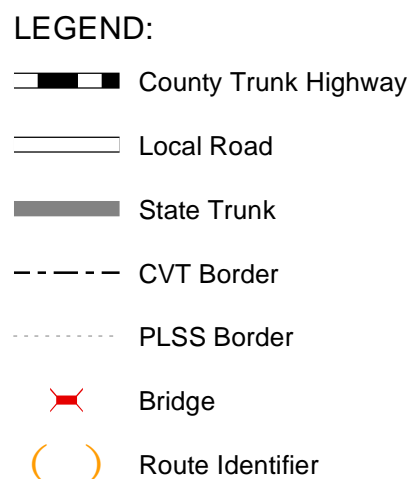 LEGEND:
County Trunk Highway
Local Road
State Trunk
CVT Border
PLSS Border
Bridge
( ) Route Identifier